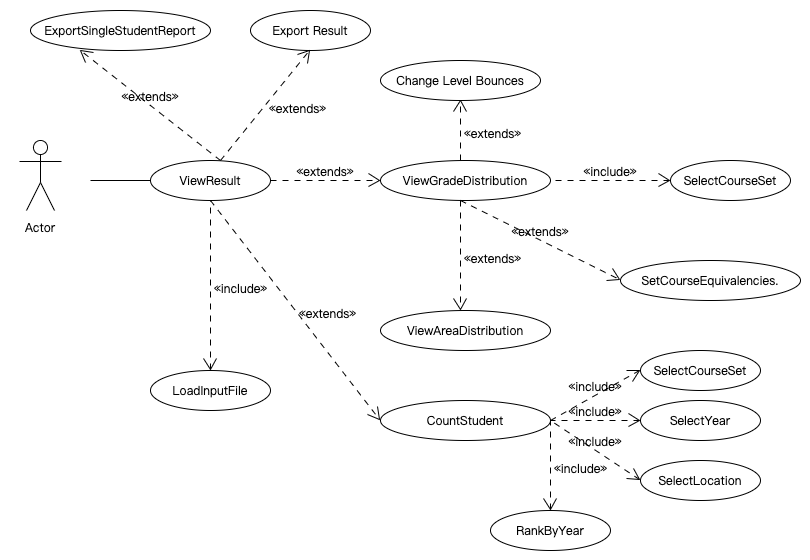 ExportSingleStudentReport
Export Result
«extends»
«extends»
Change Level Bounces
«extends»
Actor
ViewResult
«extends»
ViewGradeDistribution
«include»
SelectCourseSet
«extends»
«extends»
SetCourseEquivalencies.
«include»
«extends»
ViewAreaDistribution
LoadInputFile
CountStudent
«include»
SelectCourseSet
«include»
SelectYear
«include»
SelectLocation
«include»
RankByYear